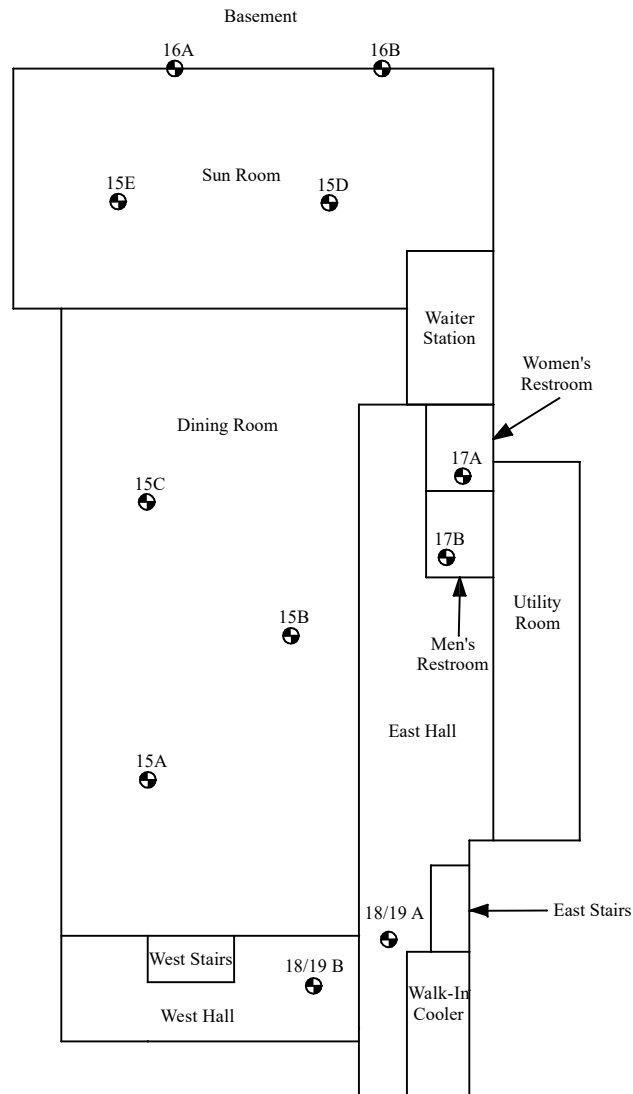 Basement
16A
16B
Sun Room
15E
15D
Waiter
Station
Women's
Restroom
Dining Room
17A
15C
17B
Utility
Room
15B
Men's
Restroom
East Hall
15A
18/19 A
East Stairs
West Stairs
18/19 B
Walk-In
Cooler
West Hall